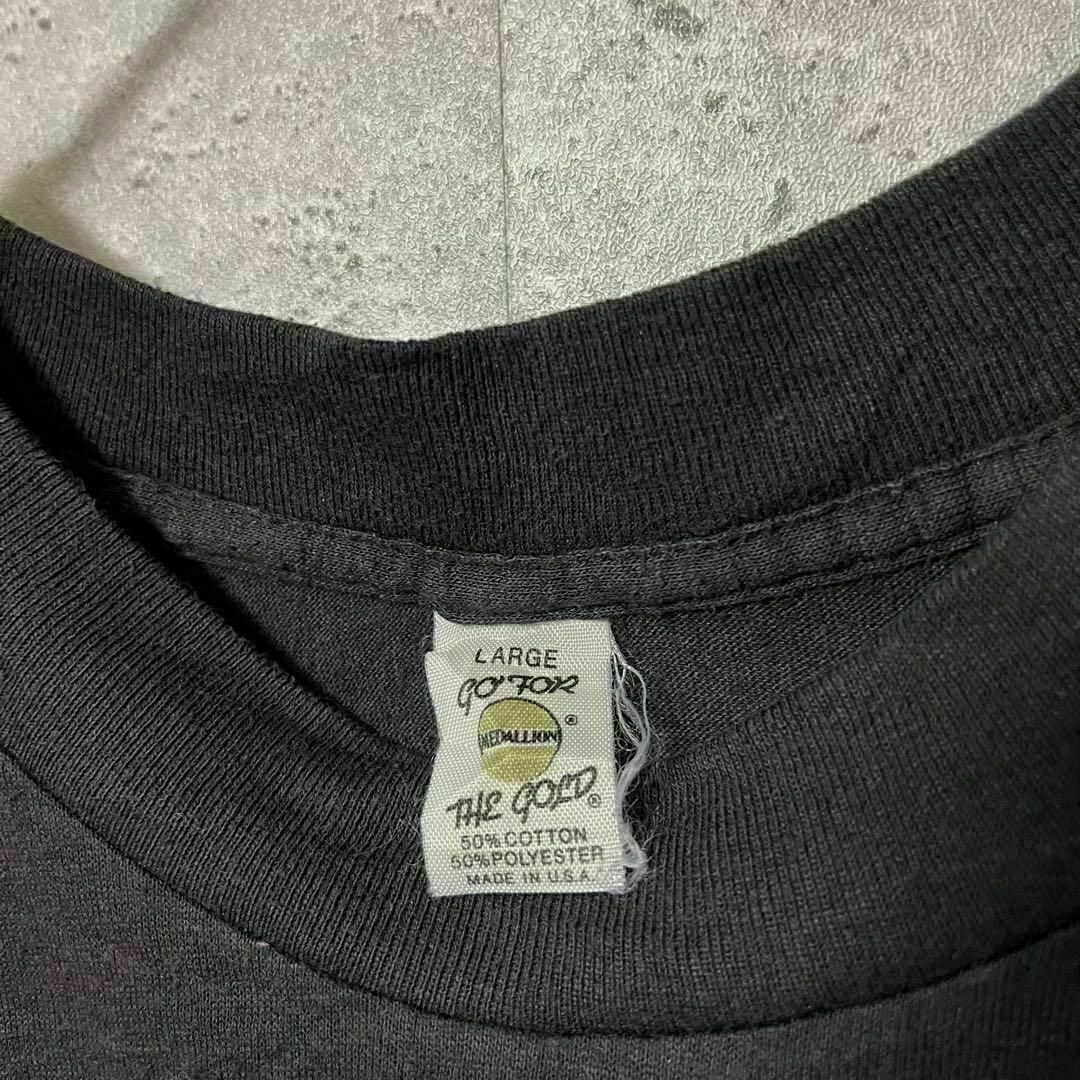 LARGE
GO FOR
MEDALLION ®
THE GOLD ®
50% COTTON
50% POLYESTER
MADE IN U.S.A.